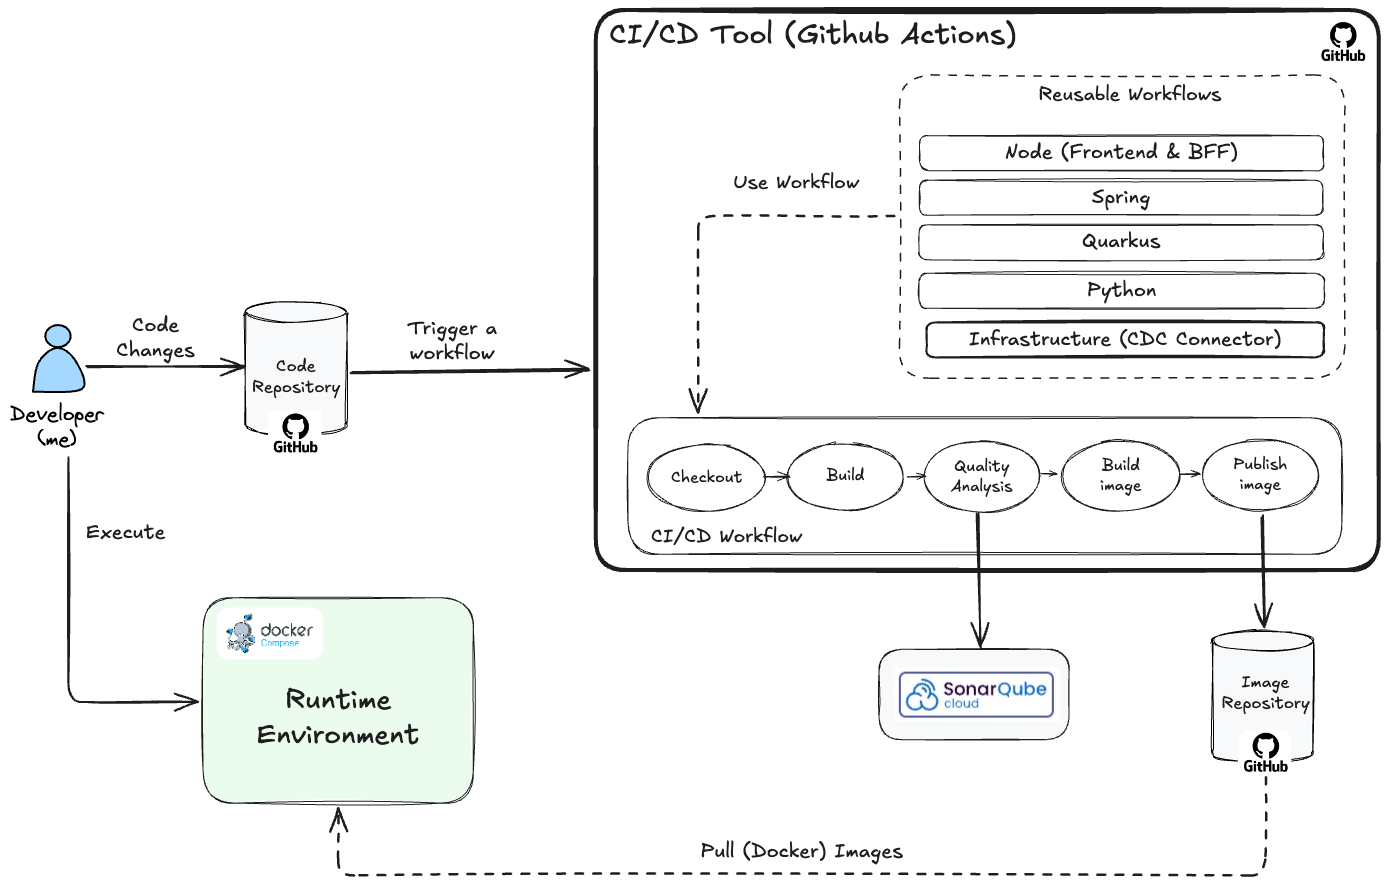 CI/CD Tool (Github Actions)
GitHub
Reusable Workflows
Node (Frontend & BFF)
Spring
Quarkus
Python
Infrastructure (CDC Connector)
Use Workflow
Code
Changes
Trigger a
workflow
Code
Repository
GitHub
Developer
(me)
Checkout
Build
Quality
Analysis
Build
image
Publish
image
CI/CD Workflow
Execute
docker
Compose
Runtime
Environment
SonarQube
cloud
Image
Repository
GitHub
Pull (Docker) Images